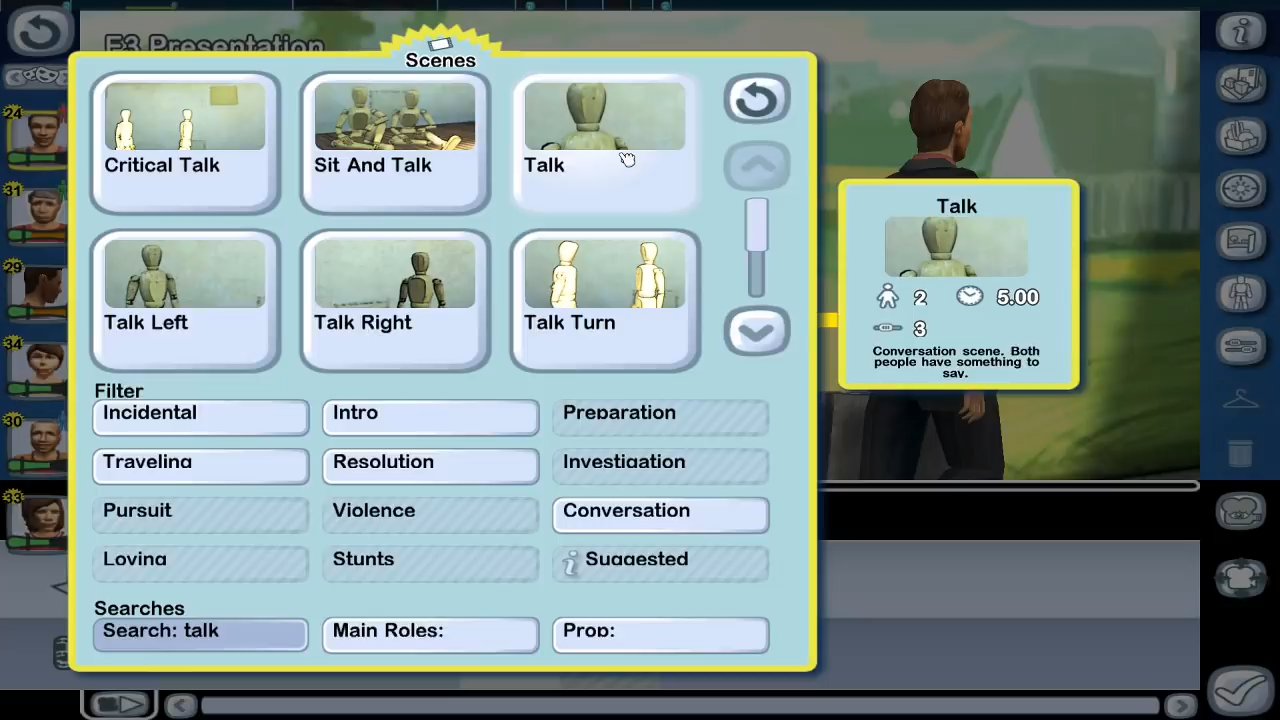 E3 Presentation
Scenes
24
31
29
34
30
33
Critical Talk
Sit And Talk
Talk
Talk Left
Talk Right
Talk Turn
Talk
2
5.00
3
Conversation scene. Both
people have something to
say.
Filter
Incidental
Intro
Preparation
Traveling
Resolution
Investigation
Pursuit
Violence
Conversation
Loving
Stunts
Suggested
Searches
Search: talk
Main Roles:
Prop: